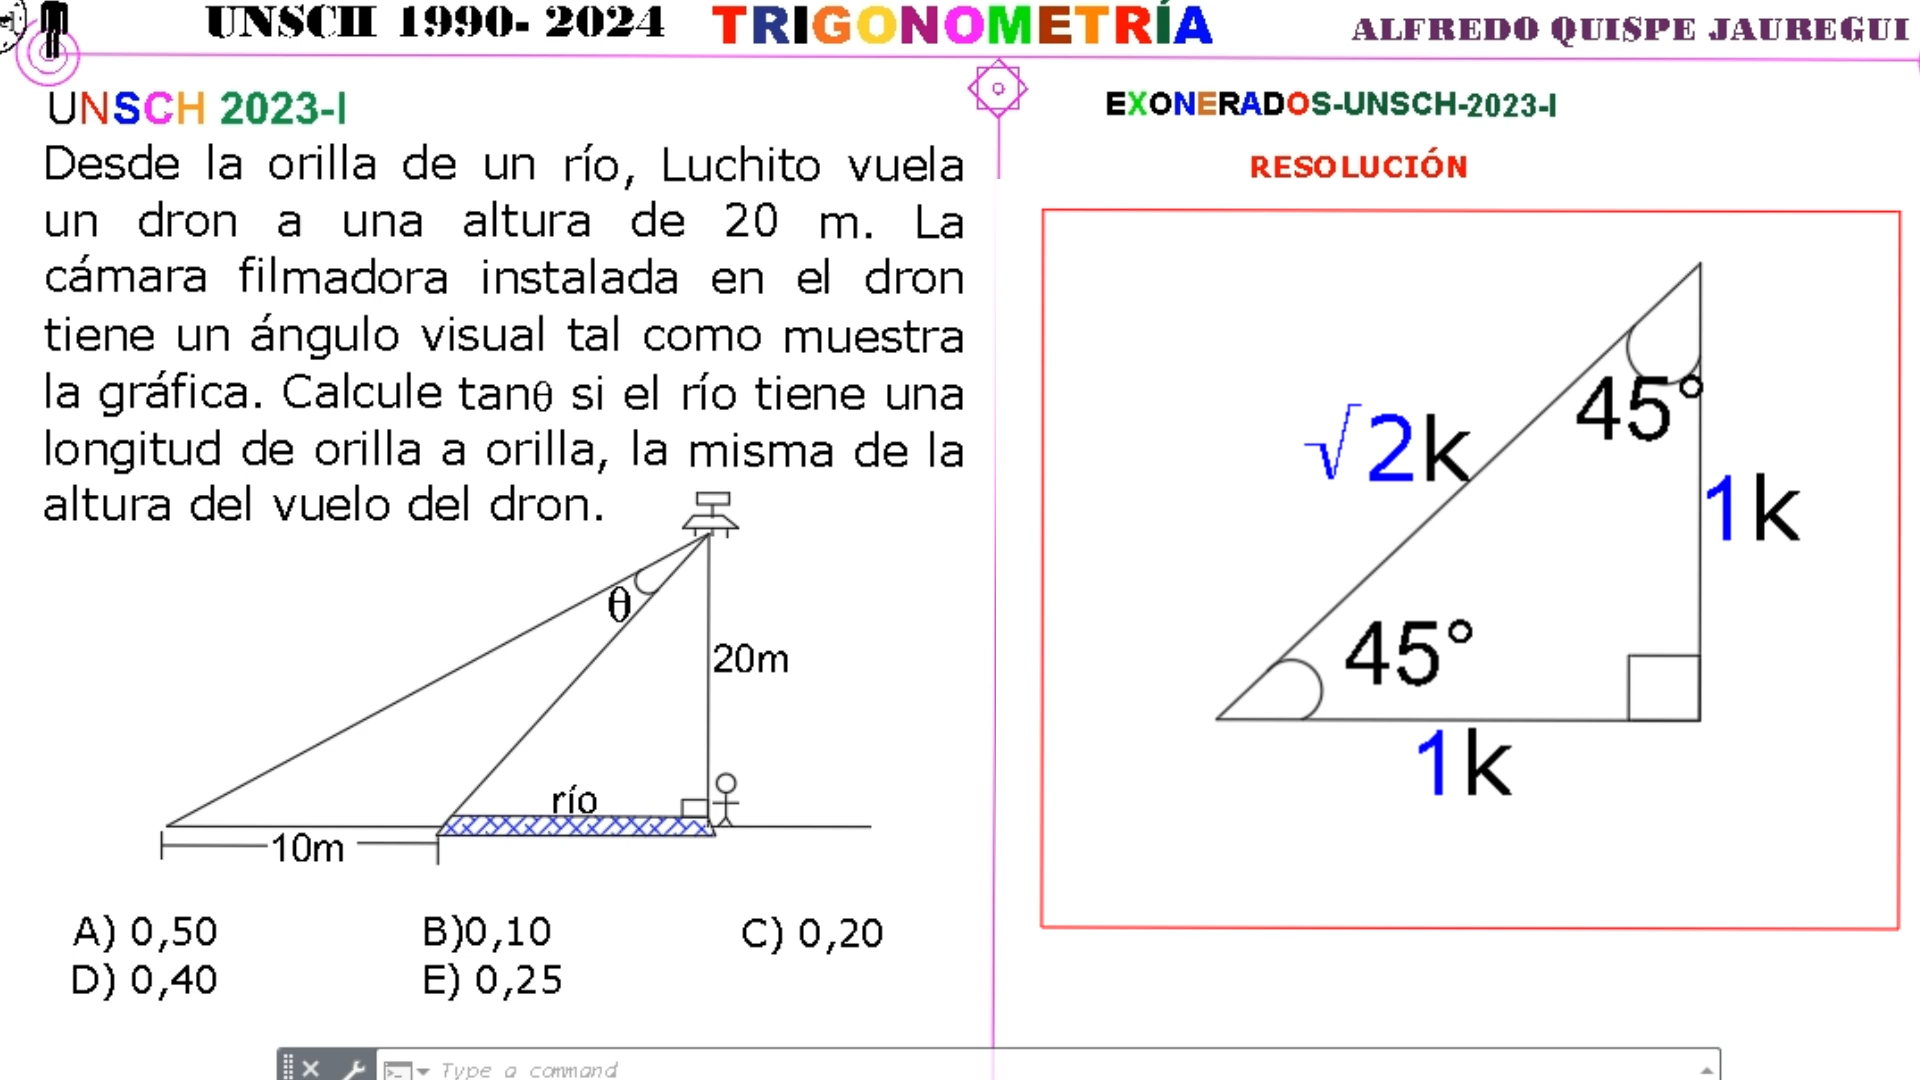 UNSCH 1990- 2024 TRIGONOMETRÍA ALFREDO QUISPE JAUREGUI
UNSCH 2023-I
Desde la orilla de un río, Luchito vuela
un dron a una altura de 20 m. La
cámara filmadora instalada en el dron
tiene un ángulo visual tal como muestra
la gráfica. Calcule tanθ si el río tiene una
longitud de orilla a orilla, la misma de la
altura del vuelo del dron.
θ
20m
río
10m
A) 0,50 B)0,10 C) 0,20
D) 0,40 E) 0,25
EXONERADOS-UNSCH-2023-I
RESOLUCIÓN
45°
√2k
1k
45°
1k
Type a command